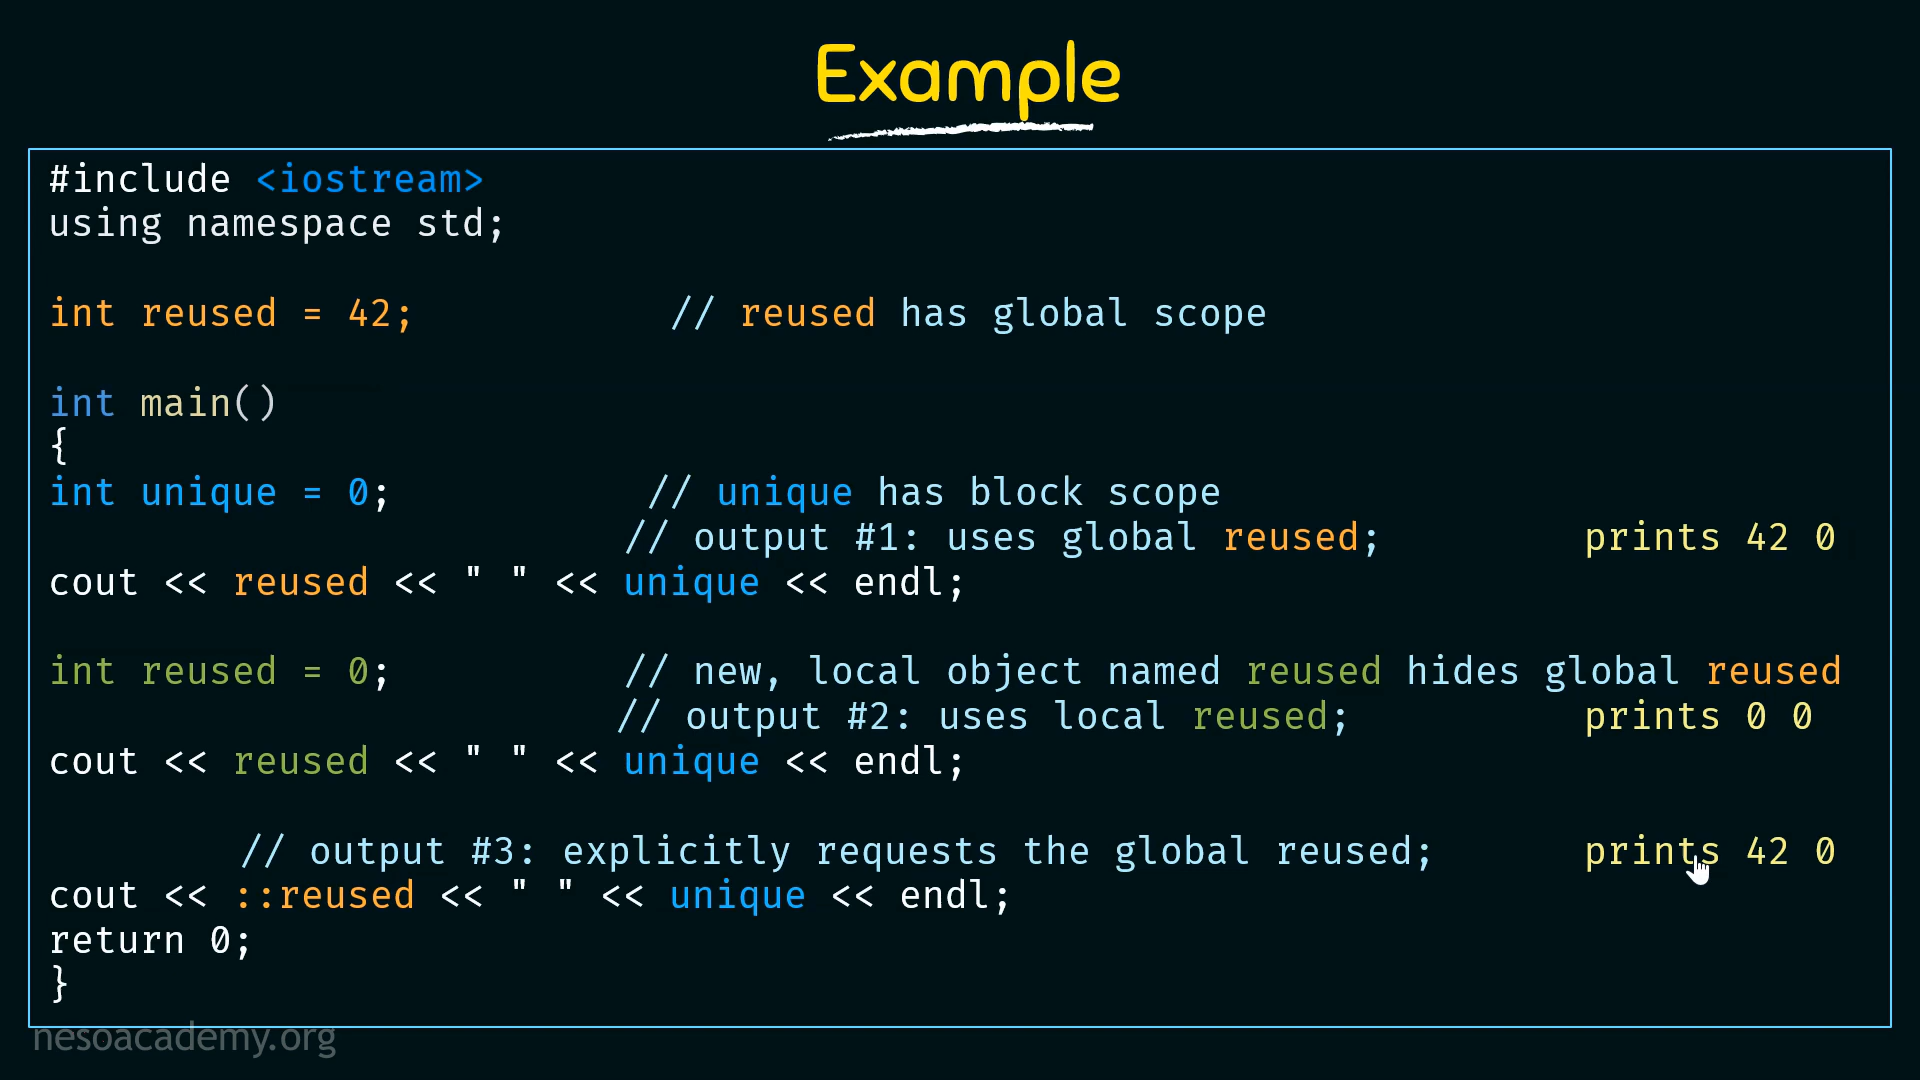 Example
#include <iostream>
using namespace std;
int reused = 42; // reused has global scope
int main()
{
int unique = 0; // unique has block scope
// output #1: uses global reused; prints 42 0
cout << reused << " " << unique << endl;
int reused = 0; // new, local object named reused hides global reused
// output #2: uses local reused; prints 0 0
cout << reused << " " << unique << endl;
// output #3: explicitly requests the global reused; prints 42 0
cout << ::reused << " " << unique << endl;
return 0;
}
nesoacademy.org